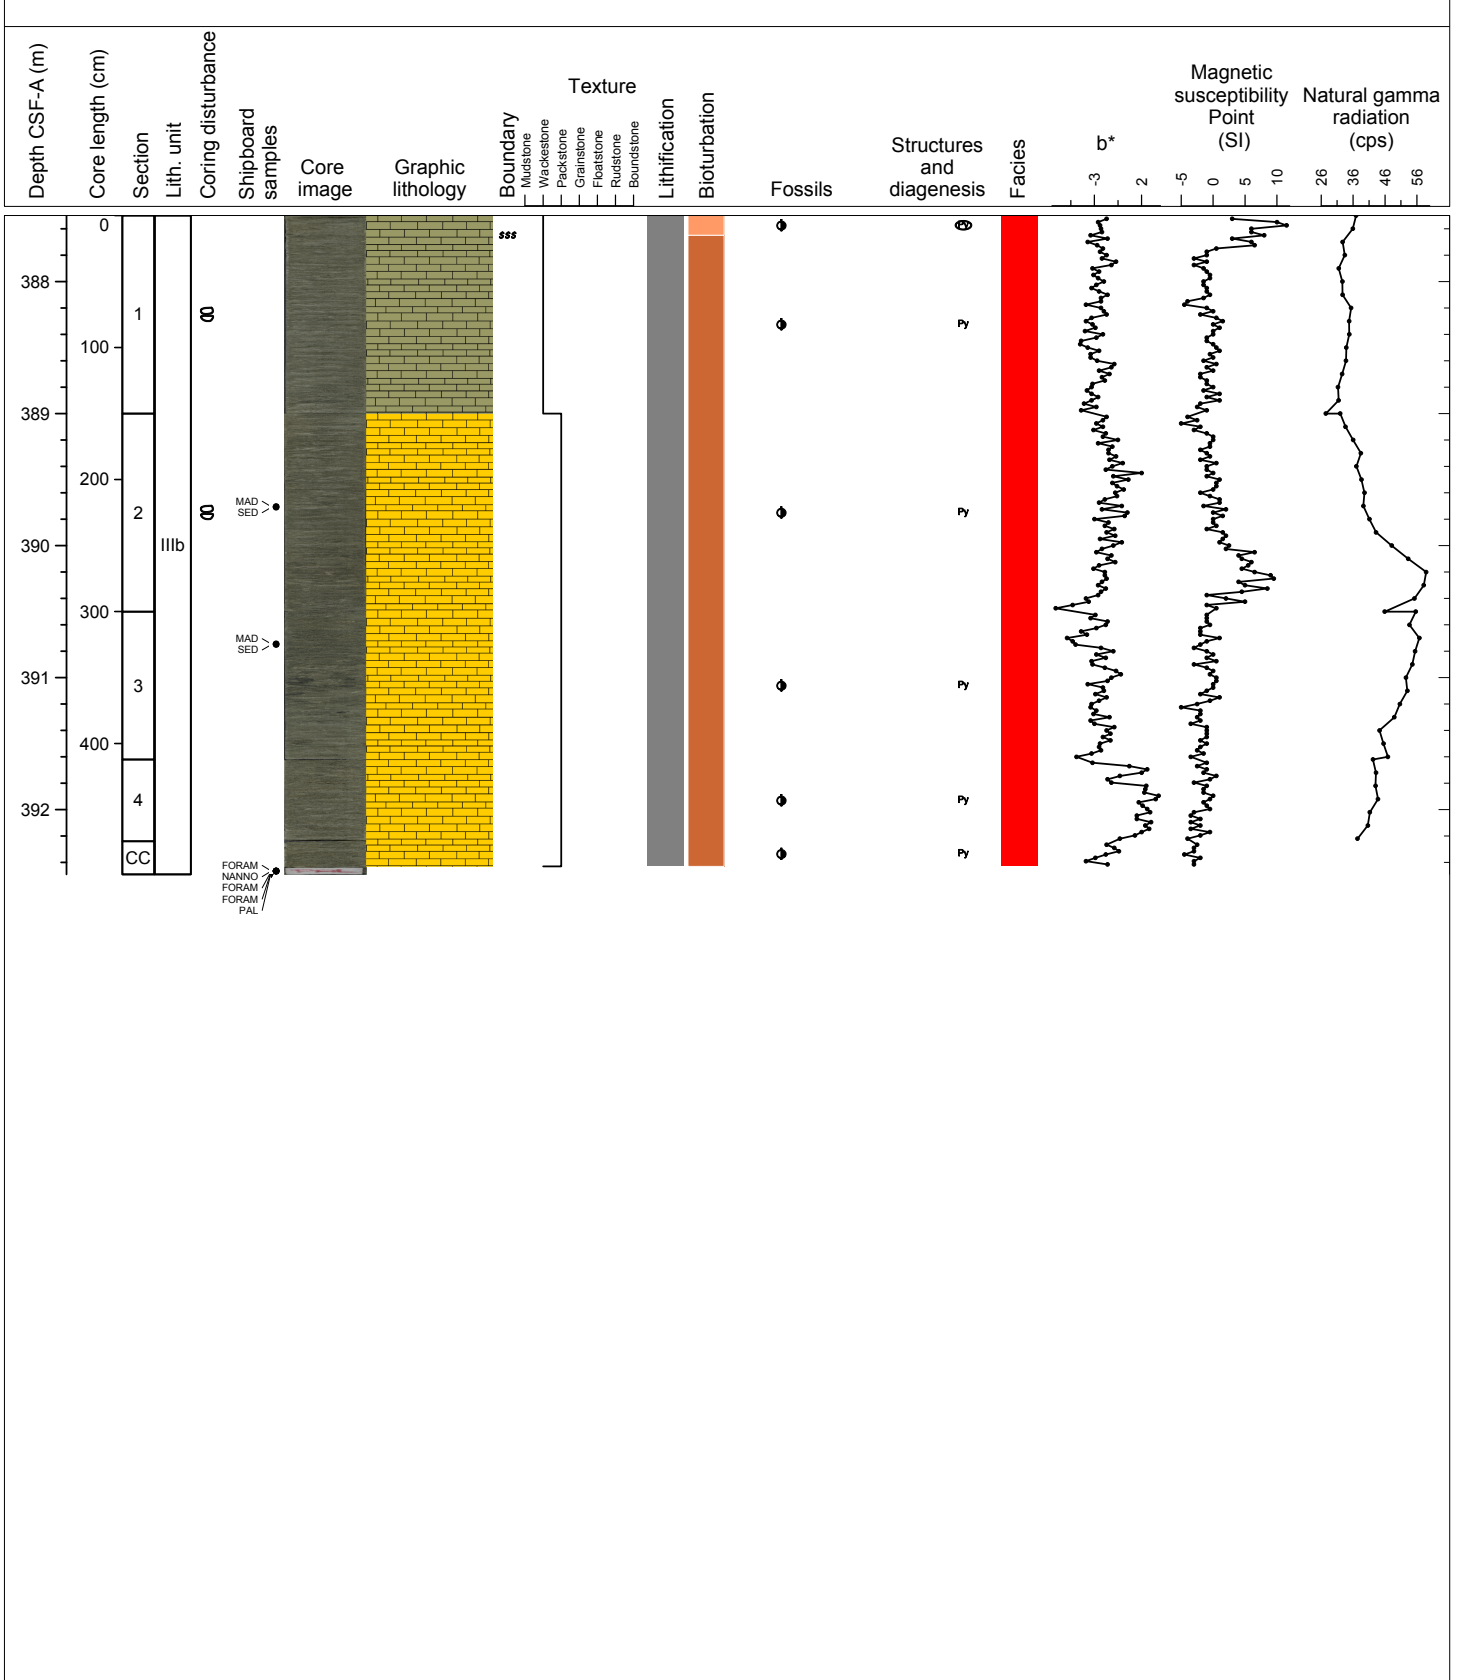 Depth CSF-A (m)
Core length (cm)
Section
Lith. unit
Coring disturbance
Shipboard
samples
Core
image
Graphic
lithology
Boundary
Texture
Mudstone
Wackestone
Packstone
Grainstone
Floatstone
Rudstone
Boundstone
Lithification
Bioturbation
Fossils
Structures
and
diagenesis
Facies
b*
-3 2
Magnetic
susceptibility
Point
(SI)
-5 0 5 10
Natural gamma
radiation
(cps)
26 36 46 56
0
sss
Py
388
1
Py
100
389
200
MAD
SED
2
Py
390
IIIb
300
MAD
SED
391
3
Py
400
392
4
Py
CC
Py
FORAM
NANNO
FORAM
FORAM
PAL